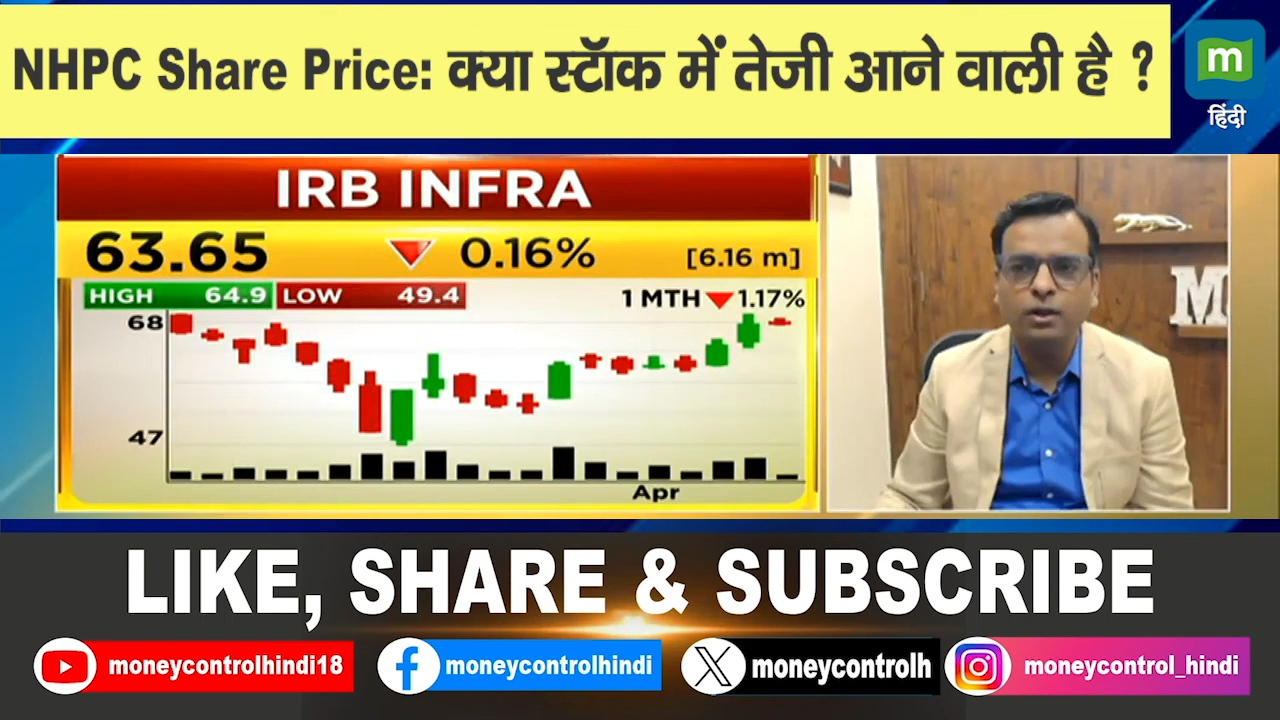 NHPC Share Price: क्या स्टॉक में तेजी आने वाली है ?
m
हिंदी
IRB INFRA
63.65 0.16% [6.16 m]
HIGH 64.9 LOW 49.4 1 MTH 1.17%
68
47
Apr
M
LIKE, SHARE & SUBSCRIBE
moneycontrolhindi18 moneycontrolhindi moneycontrolh moneycontrol_hindi